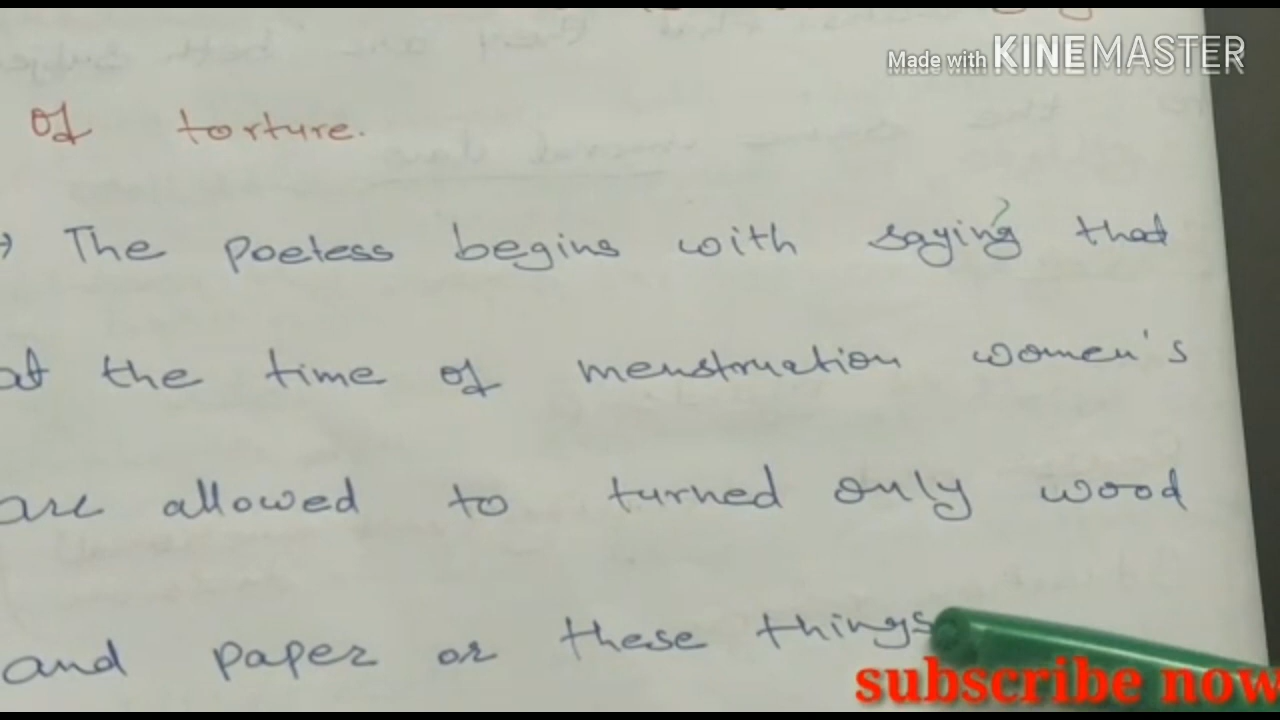 Made with KINEMASTER
of torture.
The poetess begins with saying that
at the time of menstruation women's
are allowed to turned only wood
and paper or these things
subscribe now